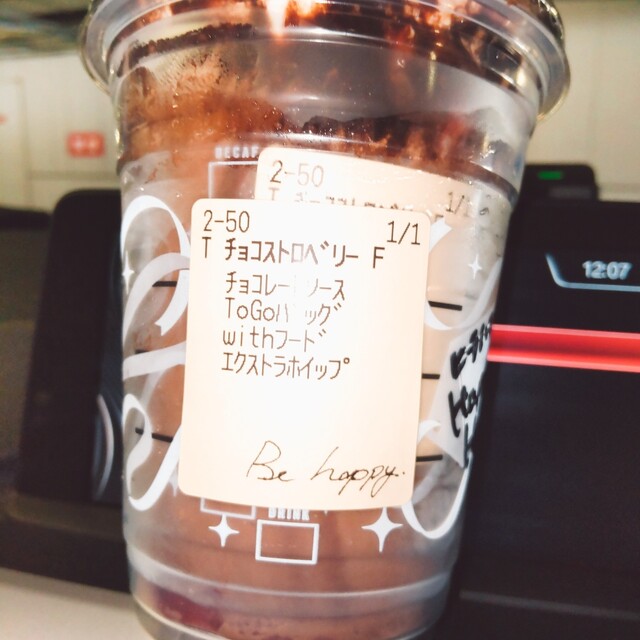 DECAF
2-50
2-50 1/1
T チョコストロベリー F
チョコレートソース
ToGoバッグ
withフード
エクストラホイップ
Be happy.
DRINK
12:07